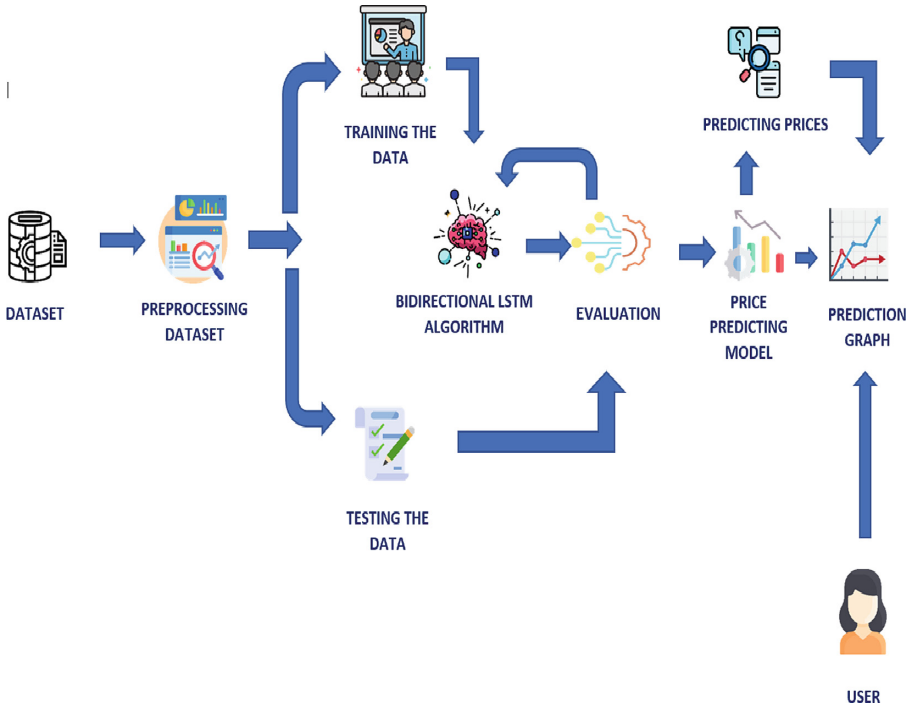 TRAINING THE
DATA
PREDICTING PRICES
DATASET
PREPROCESSING
DATASET
BIDIRECTIONAL LSTM
ALGORITHM
EVALUATION
PRICE
PREDICTING
MODEL
PREDICTION
GRAPH
TESTING THE
DATA
USER